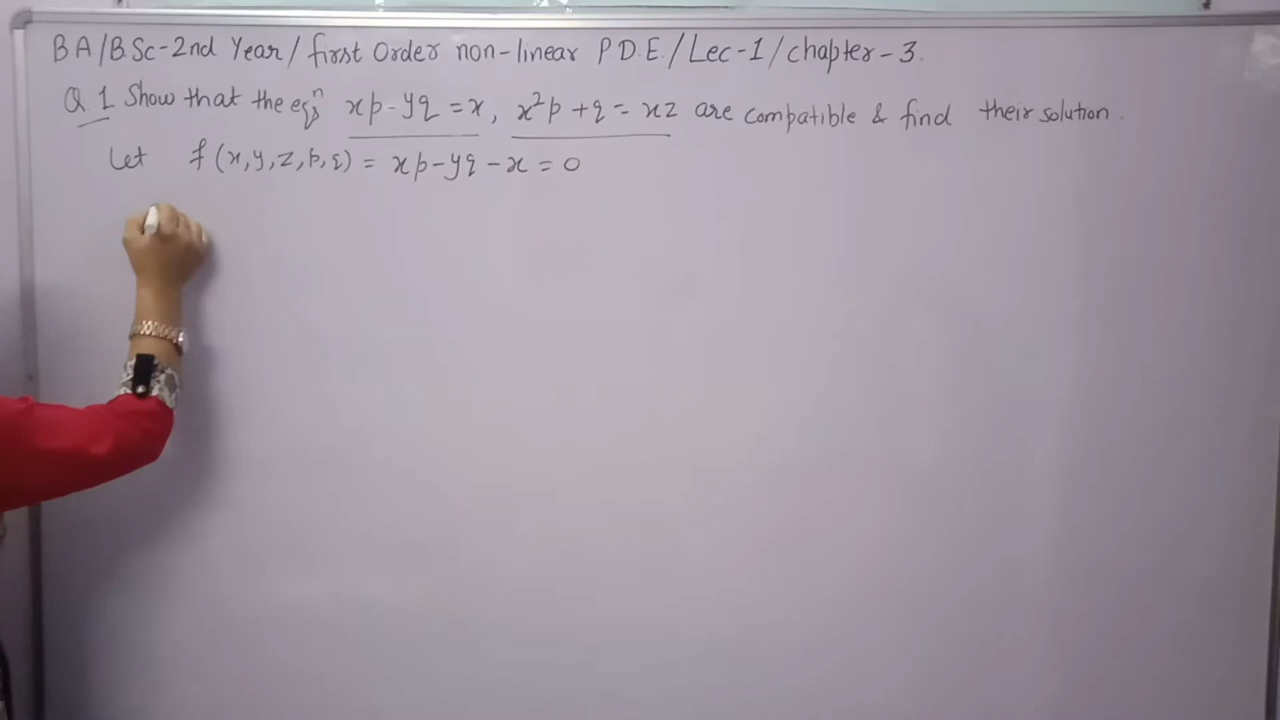 BA/B.Sc-2nd Year/first Order non-linear P.D.E./Lec-1/chapter-3.
Q.1 Show that the eqⁿs xp-yq=x, x²p+q=xz are compatible & find their solution.
Let f(x,y,z,p,q) = xp-yq-x=0